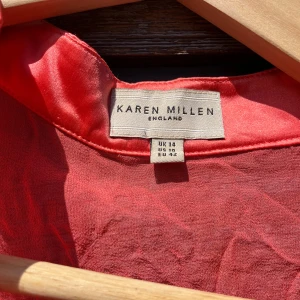 KAREN MILLEN
ENGLAND
UK 14
US 10
EU 42